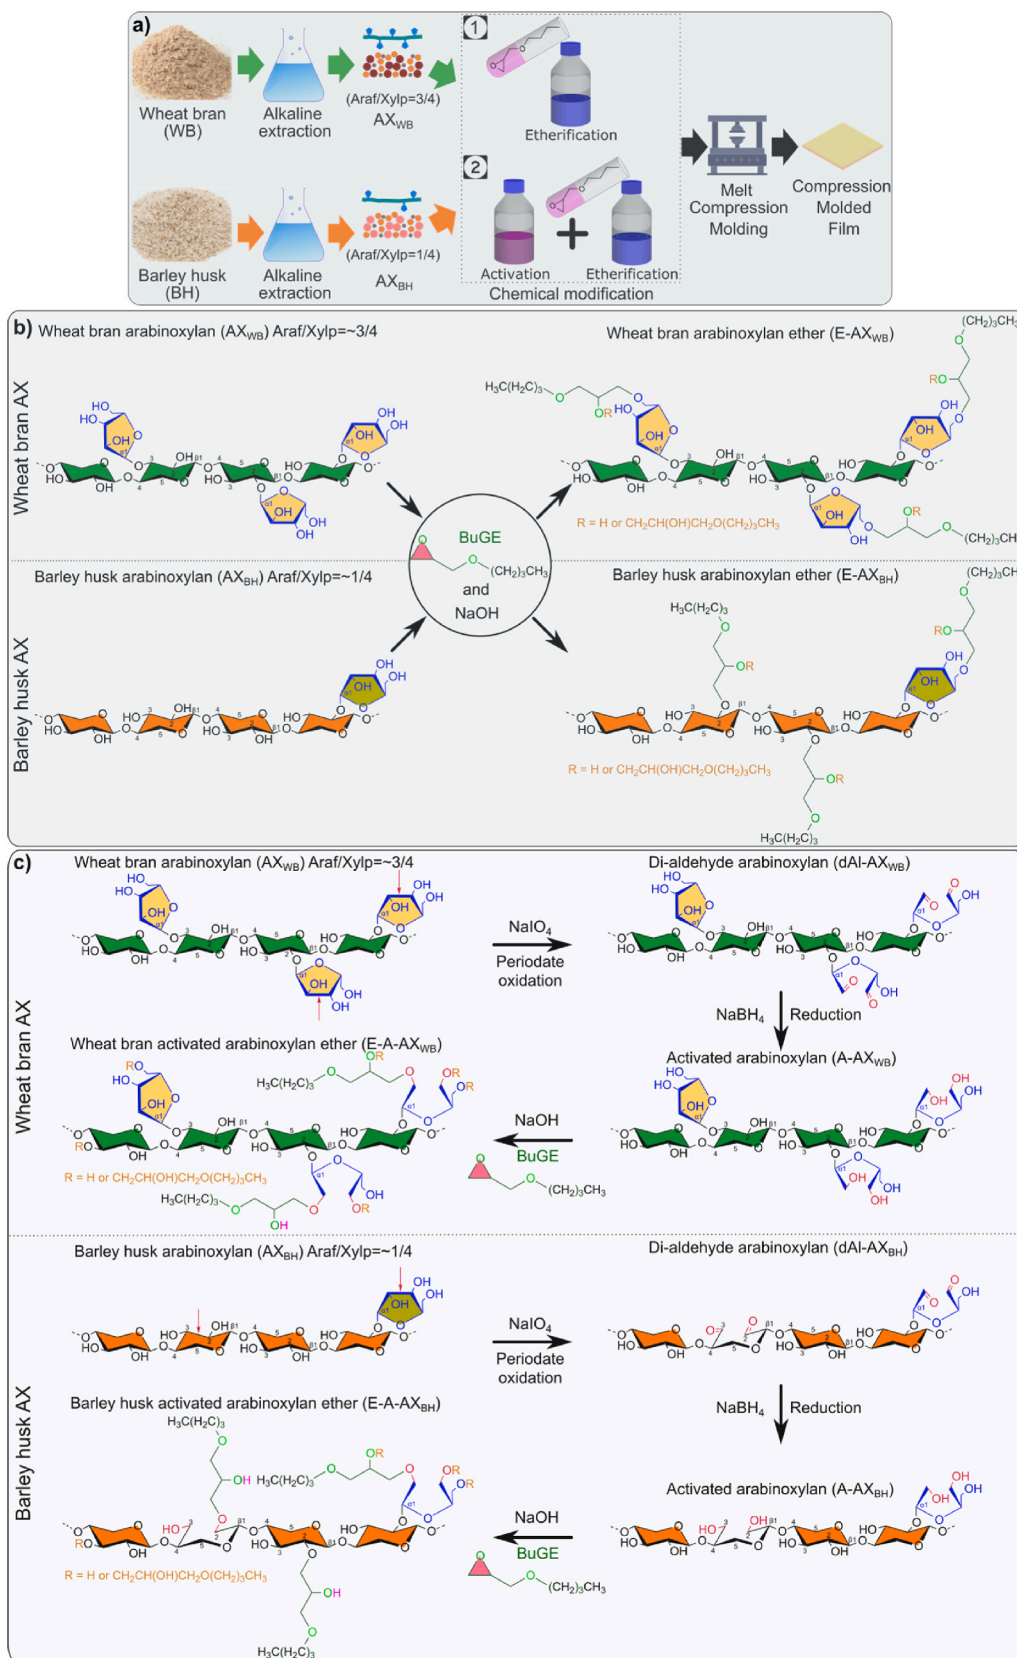 a)
Wheat bran
(WB)
Alkaline
extraction
(Araf/Xylp=3/4)
AXWB
1
Etherification
Barley husk
(BH)
Alkaline
extraction
(Araf/Xylp=1/4)
AXBH
2
Activation
+
Etherification
Chemical modification
Melt
Compression
Molding
Compression
Molded
Film
b)
Wheat bran AX
Wheat bran arabinoxylan (AXWB) Araf/Xylp=~3/4
Wheat bran arabinoxylan ether (E-AXWB)
R = H or CH2CH(OH)CH2O(CH2)3CH3
BuGE
O(CH2)3CH3
and
NaOH
Barley husk AX
Barley husk arabinoxylan (AXBH) Araf/Xylp=~1/4
Barley husk arabinoxylan ether (E-AXBH)
R = H or CH2CH(OH)CH2O(CH2)3CH3
c)
Wheat bran AX
Wheat bran arabinoxylan (AXWB) Araf/Xylp=~3/4
NaIO4
Periodate
oxidation
Di-aldehyde arabinoxylan (dAl-AXWB)
NaBH4 Reduction
Wheat bran activated arabinoxylan ether (E-A-AXWB)
Activated arabinoxylan (A-AXWB)
NaOH
BuGE
O(CH2)3CH3
R = H or CH2CH(OH)CH2O(CH2)3CH3
Barley husk AX
Barley husk arabinoxylan (AXBH) Araf/Xylp=~1/4
NaIO4
Periodate
oxidation
Di-aldehyde arabinoxylan (dAl-AXBH)
NaBH4 Reduction
Barley husk activated arabinoxylan ether (E-A-AXBH)
Activated arabinoxylan (A-AXBH)
NaOH
BuGE
O(CH2)3CH3
R = H or CH2CH(OH)CH2O(CH2)3CH3